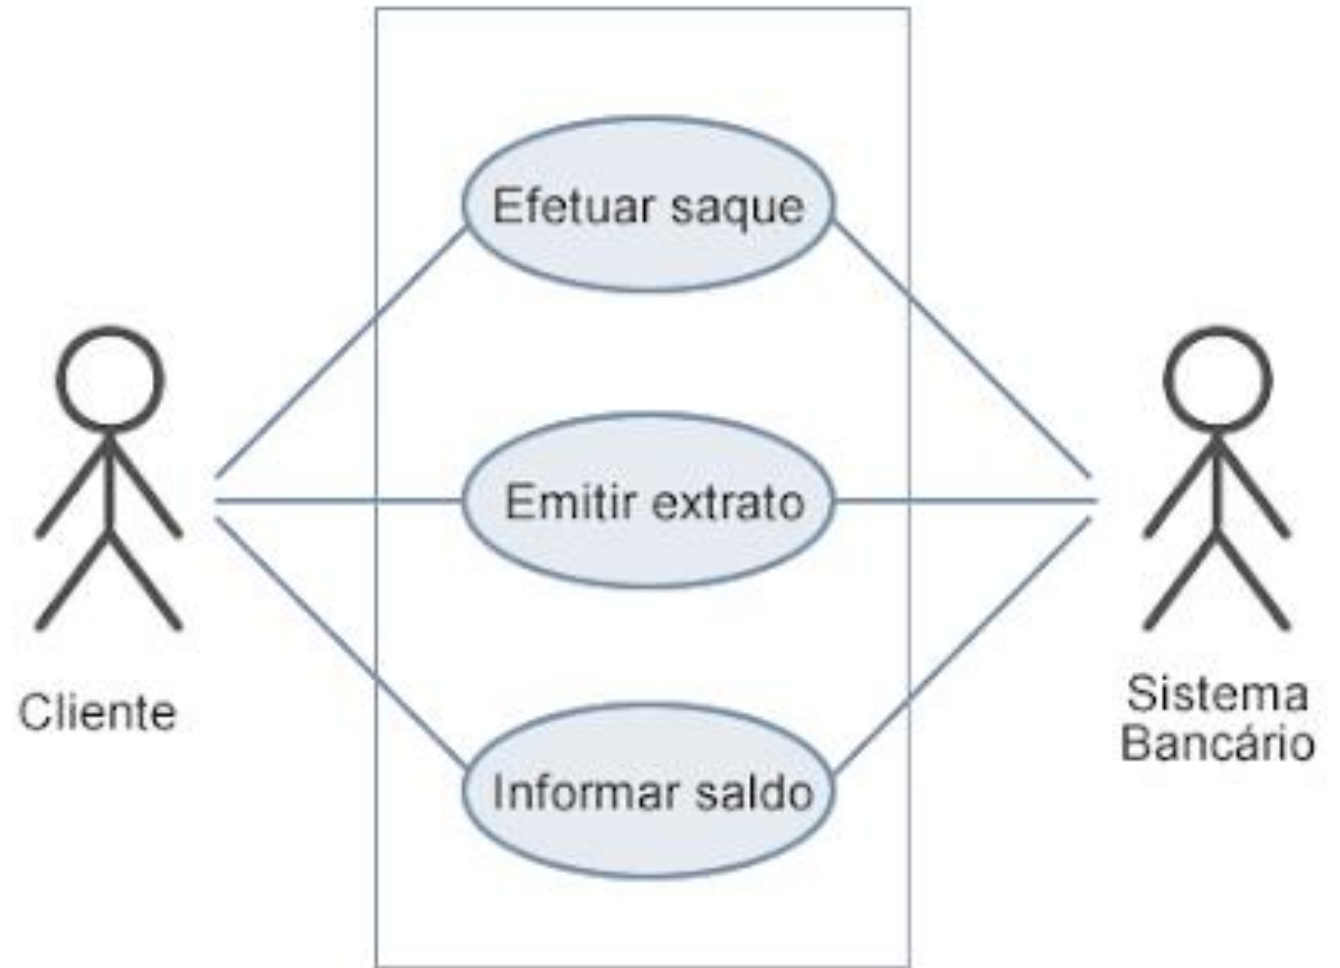 Efetuar saque
Emitir extrato
Informar saldo
Cliente
Sistema
Bancário